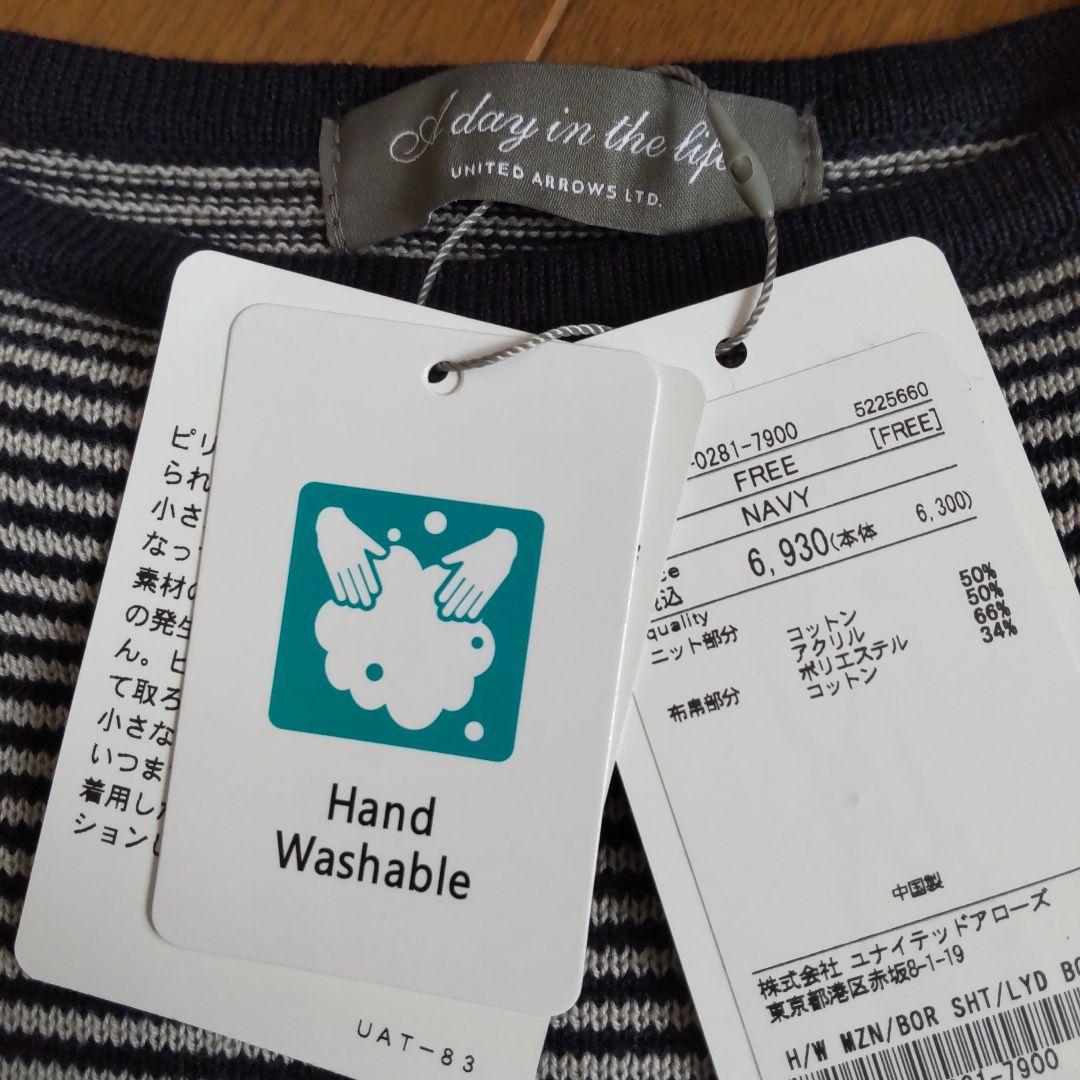 A day in the life
UNITED ARROWS LTD.
ピリ
られ
小さ
なっ
素材の
の発生
ん。ピ
て取ろ
小さな
いつま
着用し
ション
UAT-83
Hand
Washable
5225660
-0281-7900 [FREE]
FREE
NAVY
6,930(本体 6,300)
quality
ニット部分 コットン 50%
アクリル 50%
布帛部分 ポリエステル 66%
コットン 34%
中国製
株式会社 ユナイテッドアローズ
東京都港区赤坂8-1-19
H/W MZN/BOR SHT/LYD BO
81-7900